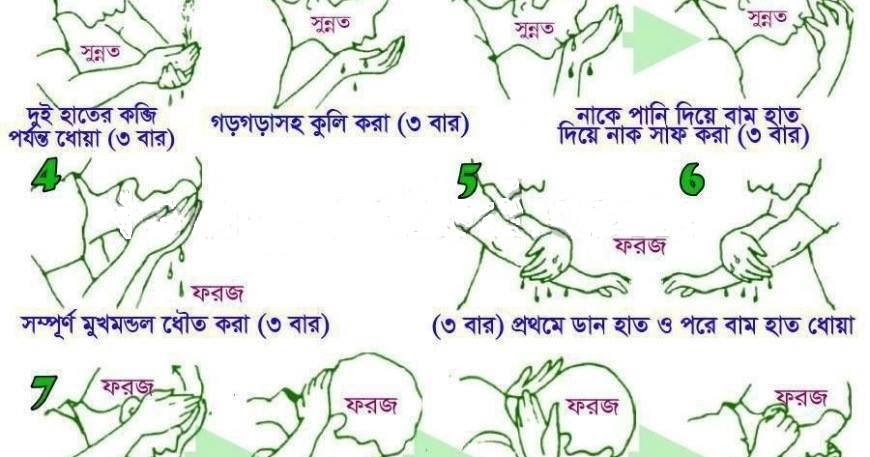 সুন্নত
সুন্নত
সুন্নত
সুন্নত
দুই হাতের কব্জি
পর্যন্ত ধোয়া (৩ বার)
গড়গড়াসহ কুলি করা (৩ বার)
নাকে পানি দিয়ে বাম হাত
দিয়ে নাক সাফ করা (৩ বার)
4
ফরজ
সম্পূর্ণ মুখমন্ডল ধৌত করা (৩ বার)
5
6
ফরজ
(৩ বার) প্রথমে ডান হাত ও পরে বাম হাত ধোয়া
7
ফরজ
ফরজ
ফরজ
ফরজ